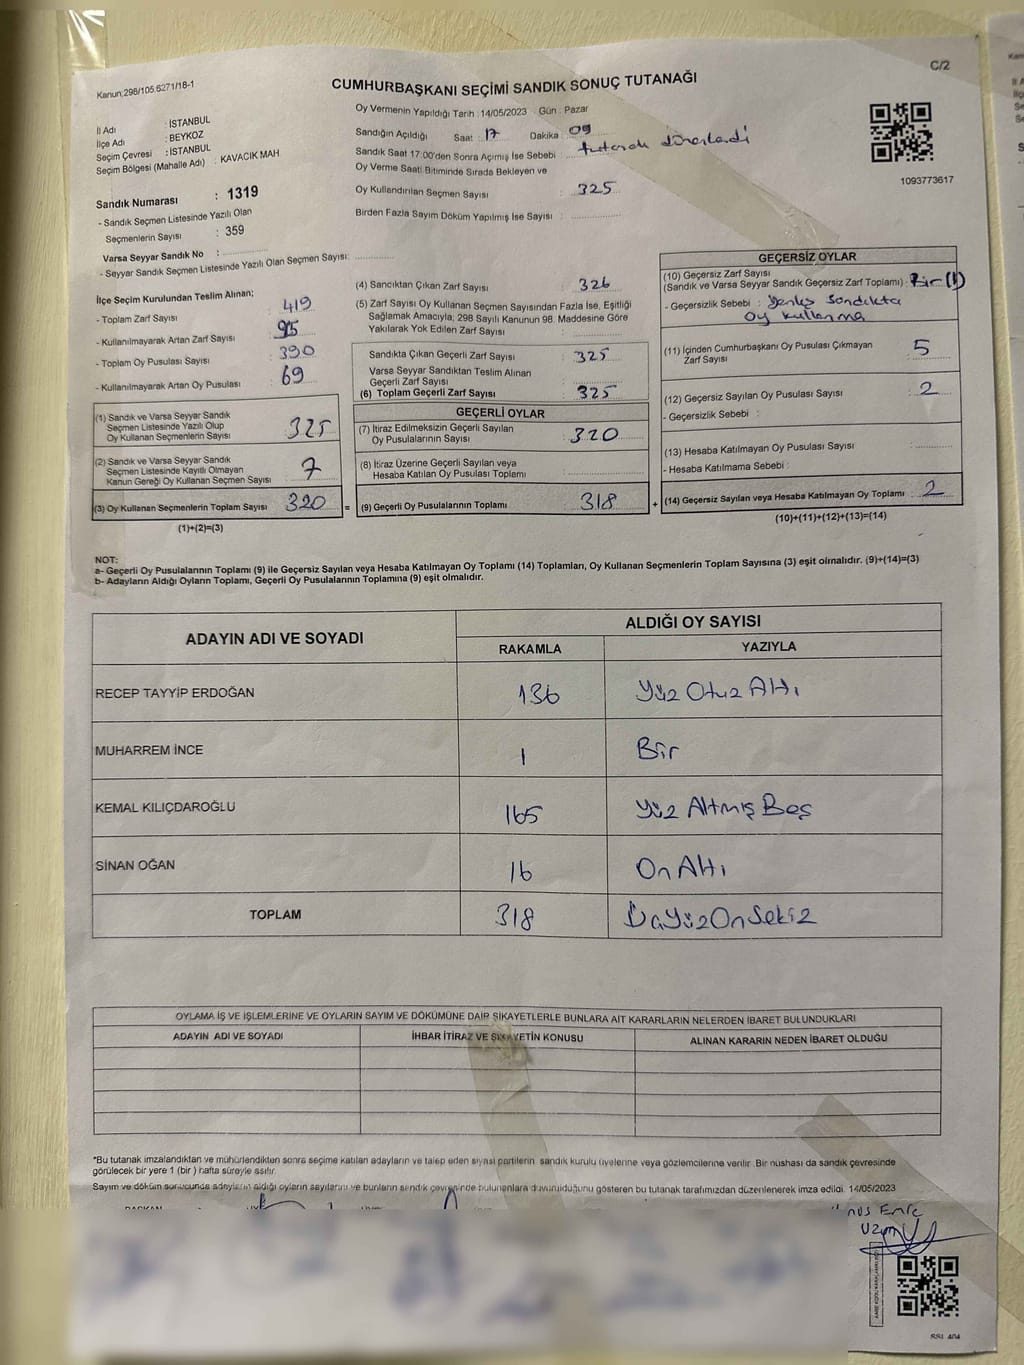 C/2
Kanun.298/105.6271/18-1
CUMHURBAŞKANI SEÇİMİ SANDIK SONUÇ TUTANAĞI
İl Adı : İSTANBUL
İlçe Adı : BEYKOZ
Seçim Çevresi : İSTANBUL
Seçim Bölgesi (Mahalle Adı) : KAVACIK MAH
Sandık Numarası : 1319
- Sandık Seçmen Listesinde Yazılı Olan
Seçmenlerin Sayısı : 359
Varsa Seyyar Sandık No :
- Seyyar Sandık Seçmen Listesinde Yazılı Olan Seçmen Sayısı:
Oy Vermenin Yapıldığı Tarih : 14/05/2023 Gün : Pazar
Sandığın Açıldığı Saat : 17 Dakika : 09
Sandık Saat 17:00'den Sonra Açılmış İse Sebebi : tutanak
Oy Verme Saati Bitiminde Sırada Bekleyen ve
Oy Kullandırılan Seçmen Sayısı : 325
Birden Fazla Sayım Döküm Yapılmış İse Sayısı :
1093773617
İlçe Seçim Kurulundan Teslim Alınan;
- Toplam Zarf Sayısı : 419
- Kullanılmayarak Artan Zarf Sayısı :
- Toplam Oy Pusulası Sayısı : 390
- Kullanılmayarak Artan Oy Pusulası : 69
(1) Sandık ve Varsa Seyyar Sandık
Seçmen Listesinde Yazılı Olup
Oy Kullanan Seçmenlerin Sayısı : 325
(2) Sandık ve Varsa Seyyar Sandık
Seçmen Listesinde Kayıtlı Olmayan
Kanun Gereği Oy Kullanan Seçmen Sayısı : 7
(3) Oy Kullanan Seçmenlerin Toplam Sayısı : 320 =
(1)+(2)=(3)
(4) Sandıktan Çıkan Zarf Sayısı : 326
(5) Zarf Sayısı Oy Kullanan Seçmen Sayısından Fazla İse, Eşitliği
Sağlamak Amacıyla; 298 Sayılı Kanunun 98. Maddesine Göre
Yakılarak Yok Edilen Zarf Sayısı :
Sandıkta Çıkan Geçerli Zarf Sayısı : 325
Varsa Seyyar Sandıktan Teslim Alınan
Geçerli Zarf Sayısı :
(6) Toplam Geçerli Zarf Sayısı : 325
GEÇERLİ OYLAR
(7) İtiraz Edilmeksizin Geçerli Sayılan
Oy Pusulalarının Sayısı : 320
(8) İtiraz Üzerine Geçerli Sayılan veya
Hesaba Katılan Oy Pusulası Toplamı :
(9) Geçerli Oy Pusulalarının Toplamı : 318 +
GEÇERSİZ OYLAR
(10) Geçersiz Zarf Sayısı
(Sandık ve Varsa Seyyar Sandık Geçersiz Zarf Toplamı) : Bir (1)
- Geçersizlik Sebebi : Yanlış Sandıkta
oy kullanma
(11) İçinden Cumhurbaşkanı Oy Pusulası Çıkmayan
Zarf Sayısı : 5
(12) Geçersiz Sayılan Oy Pusulası Sayısı : 2
- Geçersizlik Sebebi :
(13) Hesaba Katılmayan Oy Pusulası Sayısı :
- Hesaba Katılmama Sebebi :
(14) Geçersiz Sayılan veya Hesaba Katılmayan Oy Toplamı : 2
(10)+(11)+(12)+(13)=(14)
NOT:
a- Geçerli Oy Pusulalarının Toplamı (9) ile Geçersiz Sayılan veya Hesaba Katılmayan Oy Toplamı (14) Toplamları, Oy Kullanan Seçmenlerin Toplam Sayısına (3) eşit olmalıdır. (9)+(14)=(3)
b- Adayların Aldığı Oyların Toplamı, Geçerli Oy Pusulalarının Toplamına (9) eşit olmalıdır.
ADAYIN ADI VE SOYADI
ALDIĞI OY SAYISI
RAKAMLA YAZIYLA
RECEP TAYYİP ERDOĞAN 136 Yüz Otuz Altı
MUHARREM İNCE 1 Bir
KEMAL KILIÇDAROĞLU 165 Yüz Altmış Beş
SİNAN OĞAN 16 On Altı
TOPLAM 318 ÜçYüzOnSekiz
OYLAMA İŞ VE İŞLEMLERİNE VE OYLARIN SAYIM VE DÖKÜMÜNE DAİR ŞİKAYETLERLE BUNLARA AİT KARARLARIN NELERDEN İBARET BULUNDUKLARI
ADAYIN ADI VE SOYADI İHBAR İTİRAZ VE ŞİKAYETİN KONUSU ALINAN KARARIN NEDEN İBARET OLDUĞU
*Bu tutanak imzalandıktan ve mühürlendikten sonra seçime katılan adayların ve talep eden siyasi partilerin sandık kurulu üyelerine veya gözlemcilerine verilir. Bir nüshası da sandık çevresinde
görülecek bir yere 1 (bir) hafta süreyle asılır.
Sayım ve döküm sonucunda adayların aldığı oyların sayılarını ve bunların sandık çevresinde bulunanlara duyurulduğunu gösteren bu tutanak tarafımızdan düzenlenerek imza edildi. 14/05/2023
BAŞKAN
Emre